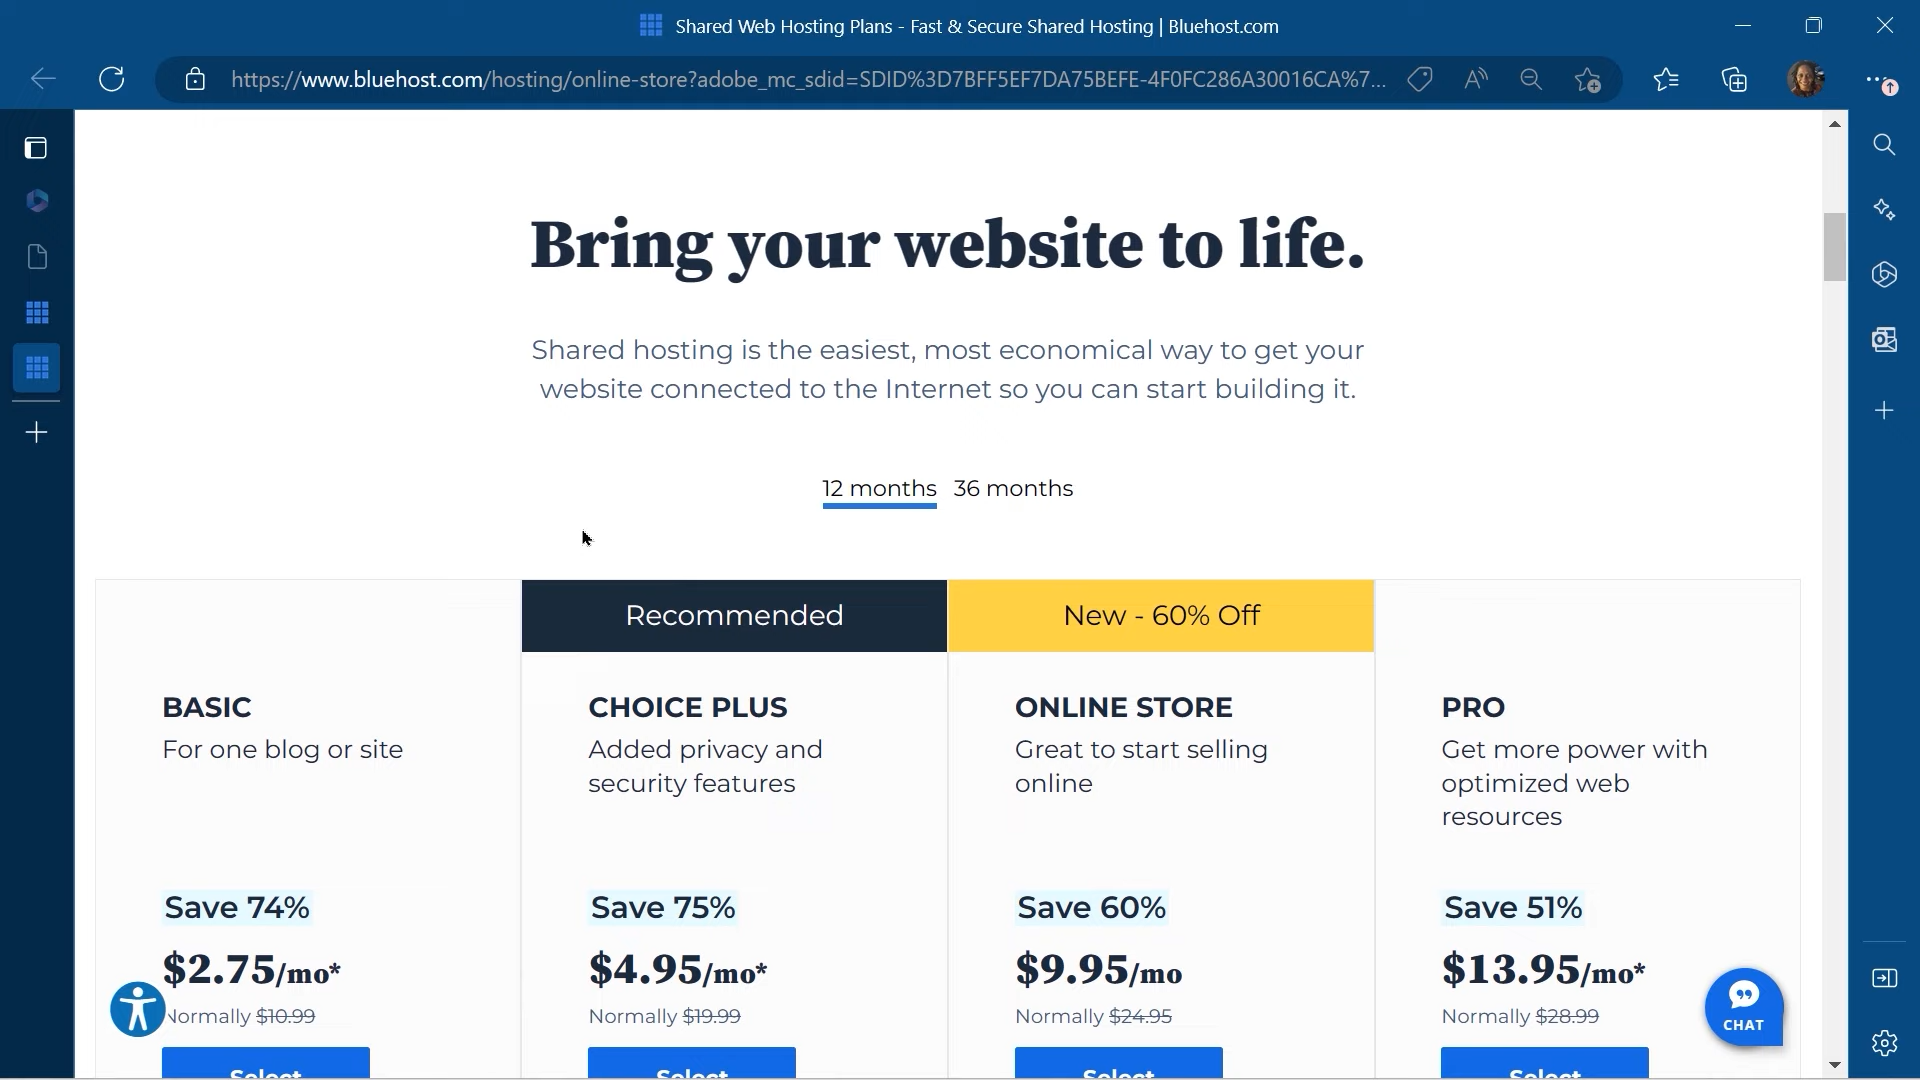 Shared Web Hosting Plans - Fast & Secure Shared Hosting | Bluehost.com
https://www.bluehost.com/hosting/online-store?adobe_mc_sdid=SDID%3D7BFF5EF7DA75BEFE-4F0FC286A30016CA%7...
Bring your website to life.
Shared hosting is the easiest, most economical way to get your
website connected to the Internet so you can start building it.
12 months 36 months
Recommended
New - 60% Off
BASIC
For one blog or site
Save 74%
$2.75/mo*
Normally $10.99
Select
CHOICE PLUS
Added privacy and
security features
Save 75%
$4.95/mo*
Normally $19.99
Select
ONLINE STORE
Great to start selling
online
Save 60%
$9.95/mo
Normally $24.95
Select
PRO
Get more power with
optimized web
resources
Save 51%
$13.95/mo*
Normally $28.99
Select
CHAT